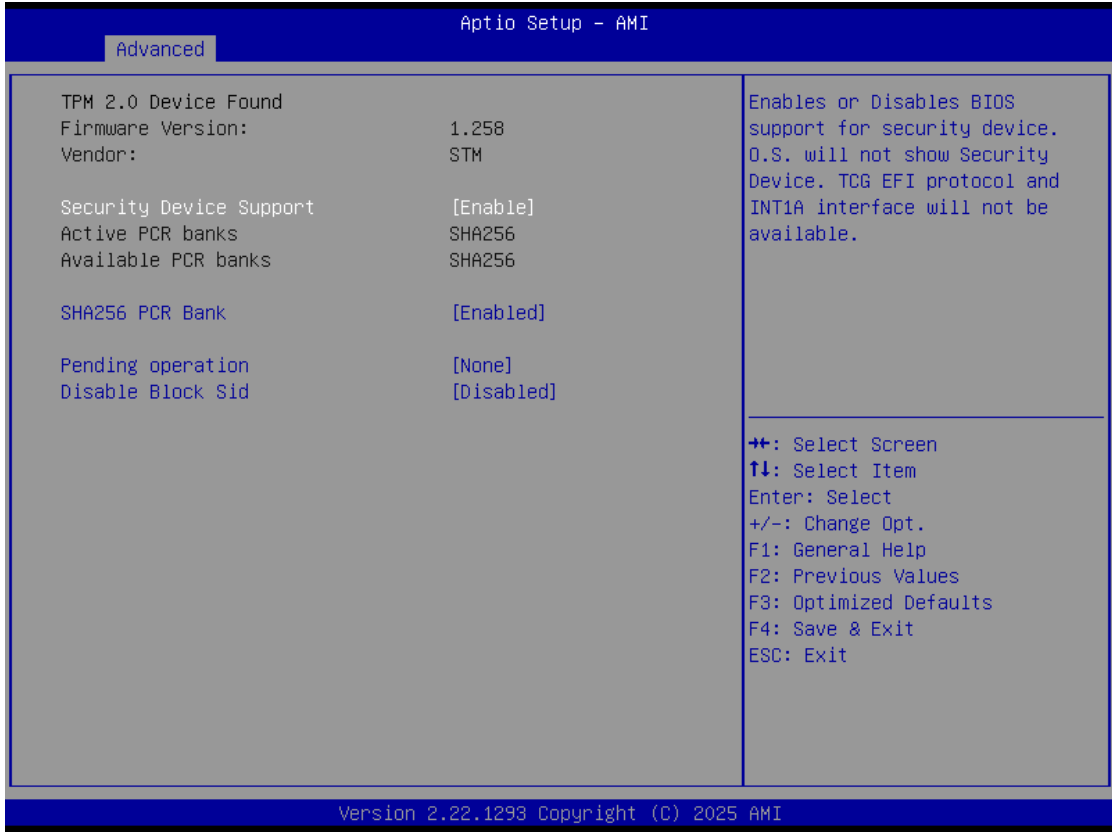 Aptio Setup - AMI
Advanced
TPM 2.0 Device Found
Firmware Version: 1.258
Vendor: STM
Security Device Support [Enable]
Active PCR banks SHA256
Available PCR banks SHA256
SHA256 PCR Bank [Enabled]
Pending operation [None]
Disable Block Sid [Disabled]
Enables or Disables BIOS
support for security device.
O.S. will not show Security
Device. TCG EFI protocol and
INT1A interface will not be
available.
→←: Select Screen
↑↓: Select Item
Enter: Select
+/-: Change Opt.
F1: General Help
F2: Previous Values
F3: Optimized Defaults
F4: Save & Exit
ESC: Exit
Version 2.22.1293 Copyright (C) 2025 AMI